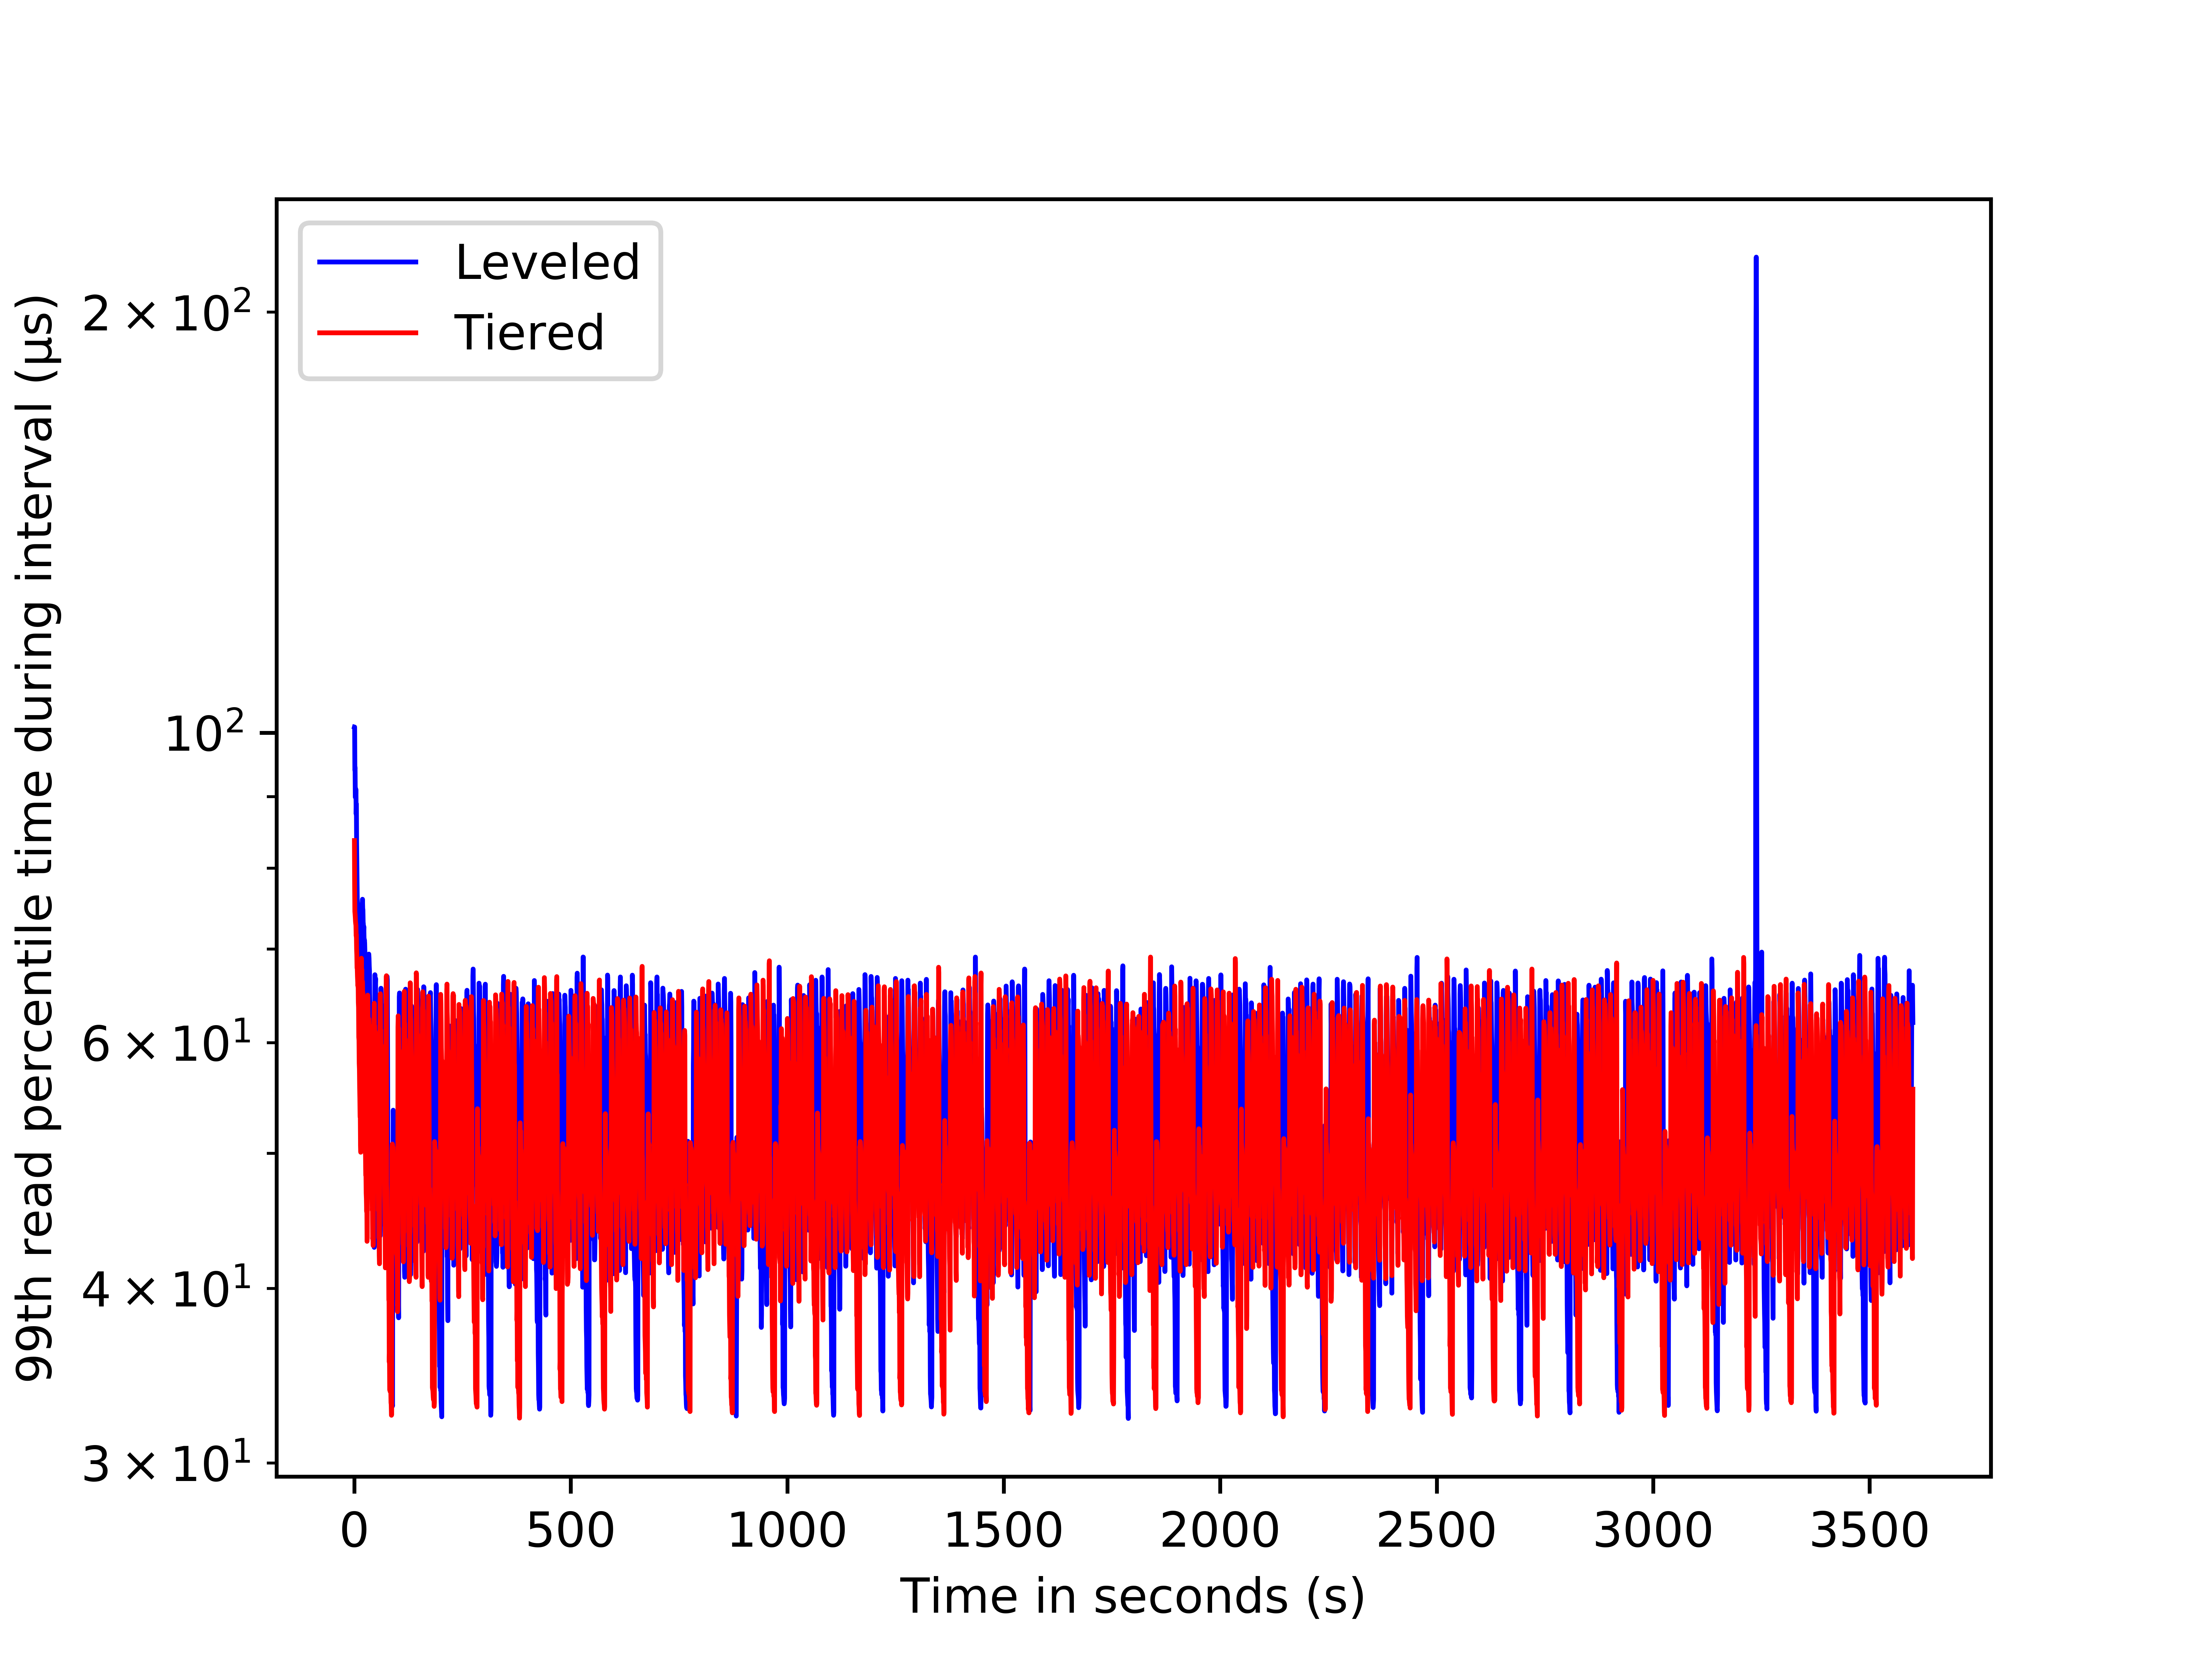 Leveled
Tiered
2 × 10²
10²
6 × 10¹
4 × 10¹
3 × 10¹
99th read percentile time during interval (µs)
0 500 1000 1500 2000 2500 3000 3500
Time in seconds (s)